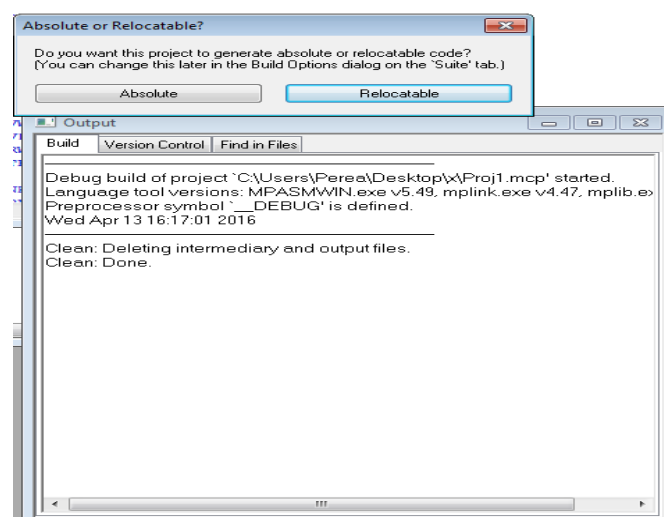 Absolute or Relocatable?
Do you want this project to generate absolute or relocatable code?
(You can change this later in the Build Options dialog on the `Suite' tab.)
Absolute Relocatable
Output
Build Version Control Find in Files
Debug build of project `C:\Users\Perea\Desktop\x\Proj1.mcp' started.
Language tool versions: MPASMWIN.exe v5.49, mplink.exe v4.47, mplib.ex
Preprocessor symbol `__DEBUG' is defined.
Wed Apr 13 16:17:01 2016
Clean: Deleting intermediary and output files.
Clean: Done.